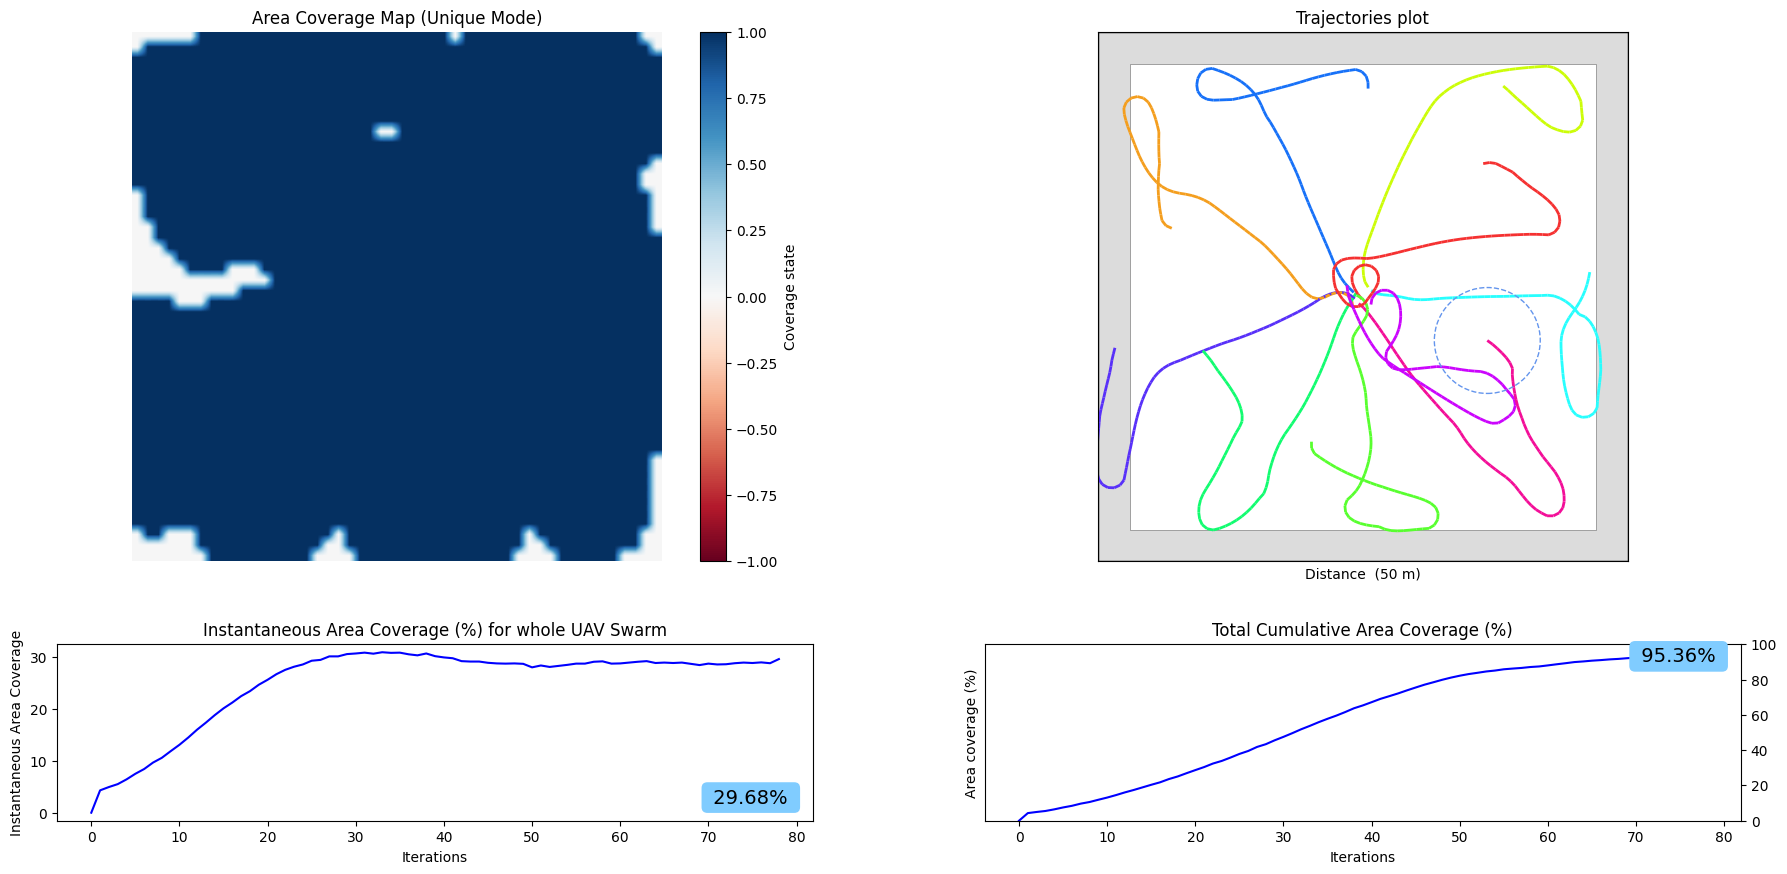 Area Coverage Map (Unique Mode)
1.00
0.75
0.50
0.25
0.00
−0.25
−0.50
−0.75
−1.00
Coverage state
Trajectories plot
Distance  (50 m)
Instantaneous Area Coverage (%) for whole UAV Swarm
Instantaneous Area Coverage
30
20
10
0
29.68%
0 10 20 30 40 50 60 70 80
Iterations
Total Cumulative Area Coverage (%)
Area coverage (%)
95.36%
100
80
60
40
20
0
0 10 20 30 40 50 60 70 80
Iterations